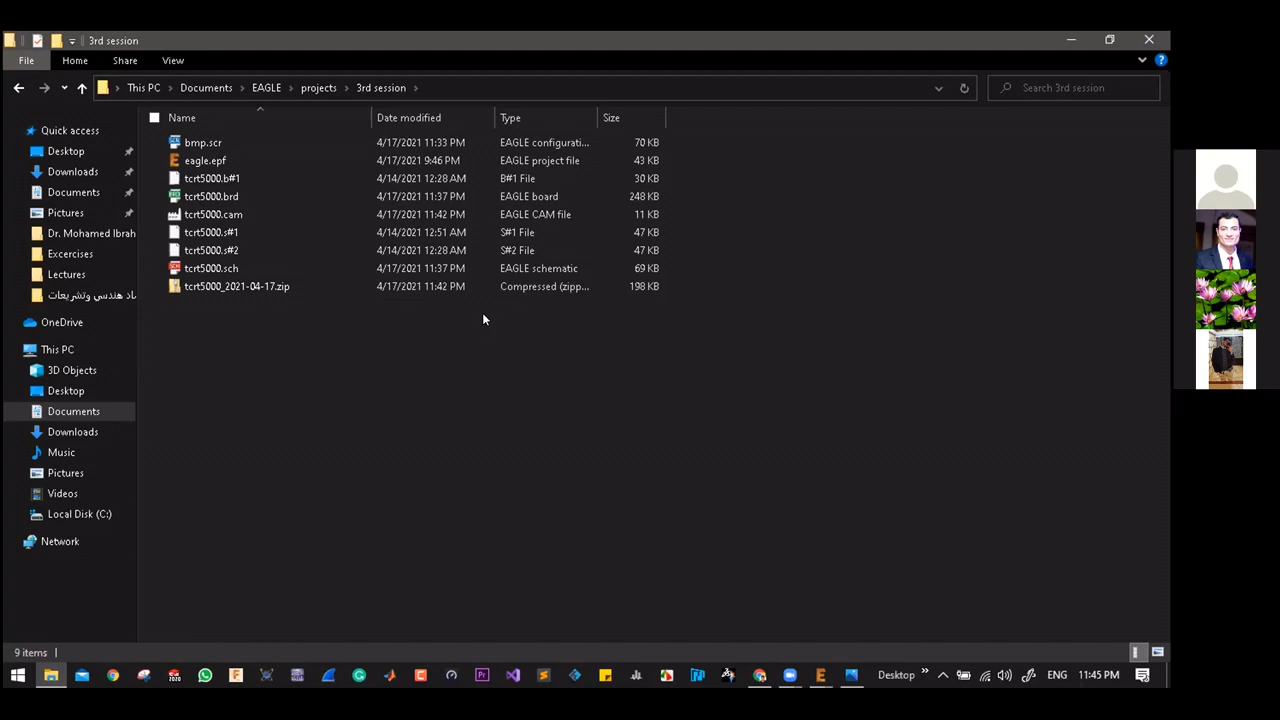 3rd session
File Home Share View
This PC Documents EAGLE projects 3rd session Search 3rd session
Name Date modified Type Size
bmp.scr 4/17/2021 11:33 PM EAGLE configurati... 70 KB
eagle.epf 4/17/2021 9:46 PM EAGLE project file 43 KB
tcrt5000.b#1 4/14/2021 12:28 AM B#1 File 30 KB
tcrt5000.brd 4/17/2021 11:37 PM EAGLE board 248 KB
tcrt5000.cam 4/17/2021 11:42 PM EAGLE CAM file 11 KB
tcrt5000.s#1 4/14/2021 12:51 AM S#1 File 47 KB
tcrt5000.s#2 4/14/2021 12:28 AM S#2 File 47 KB
tcrt5000.sch 4/17/2021 11:37 PM EAGLE schematic 69 KB
tcrt5000_2021-04-17.zip 4/17/2021 11:42 PM Compressed (zipp... 198 KB
Quick access
Desktop
Downloads
Documents
Pictures
Dr. Mohamed Ibrah
Excercises
Lectures
اد هندسي وتشريعات
OneDrive
This PC
3D Objects
Desktop
Documents
Downloads
Music
Pictures
Videos
Local Disk (C:)
Network
9 items
Desktop ENG 11:45 PM